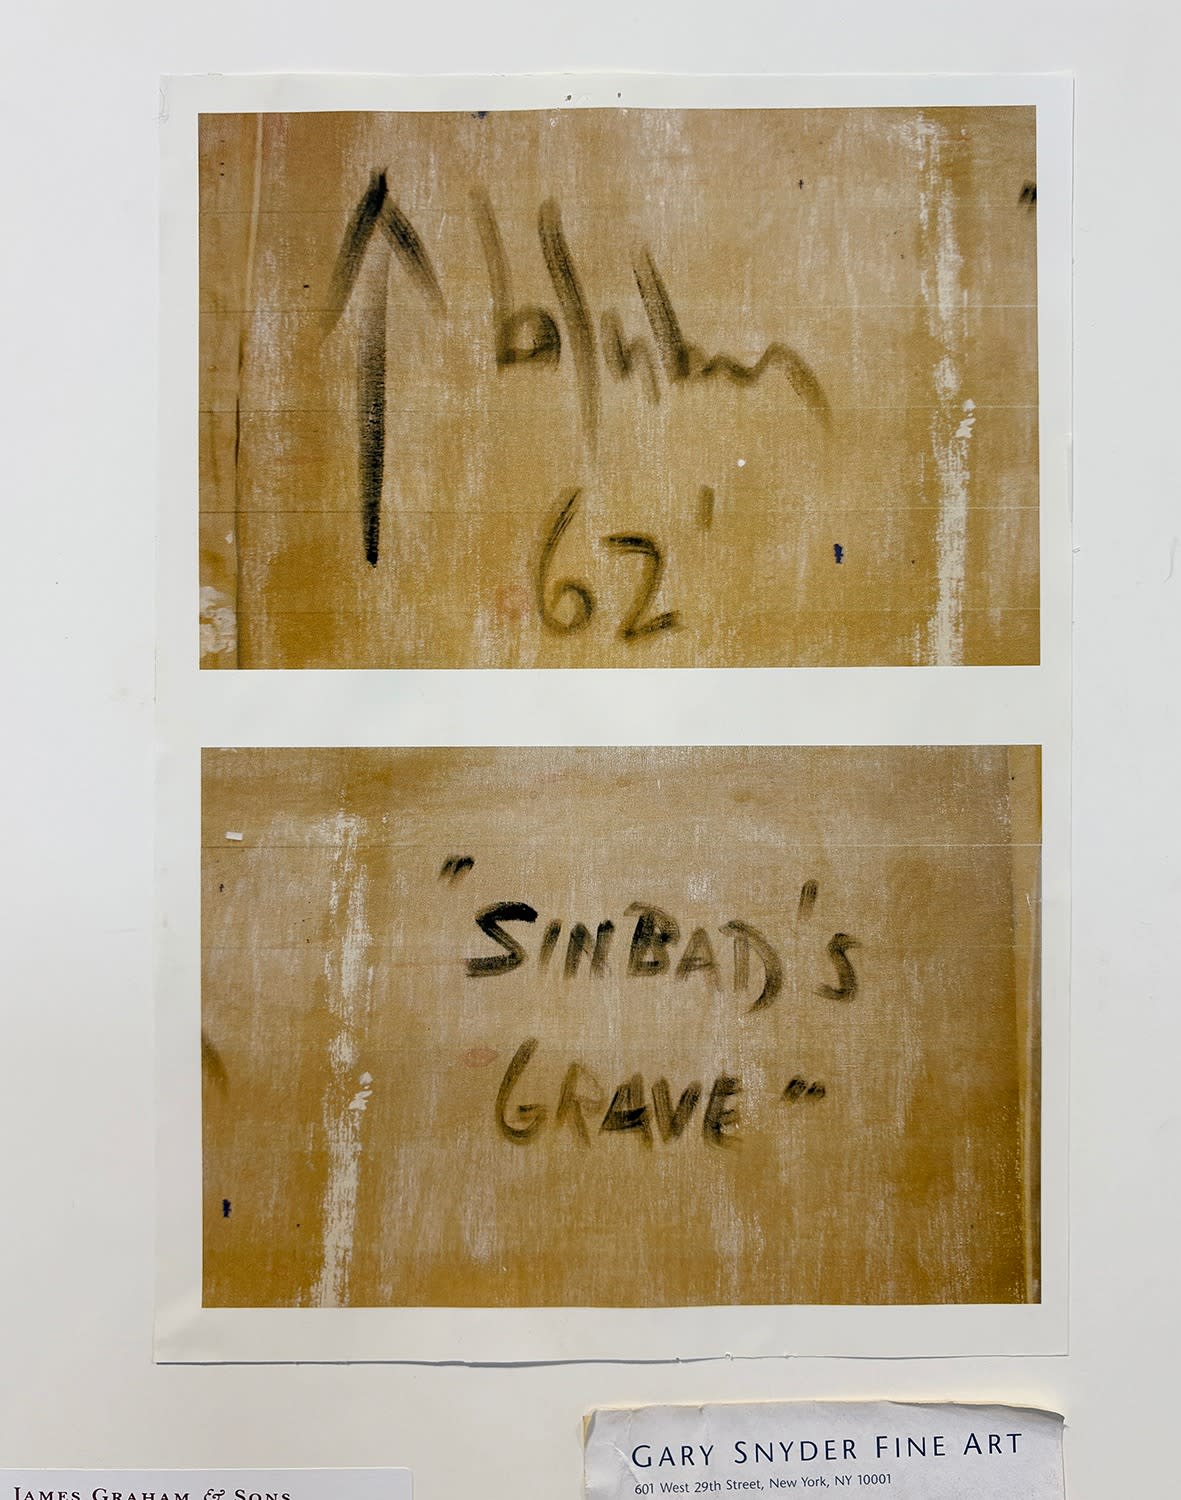 62'
"SINBAD'S
GRAVE"
GARY SNYDER FINE ART
601 West 29th Street, New York, NY 10001
JAMES GRAHAM & SONS